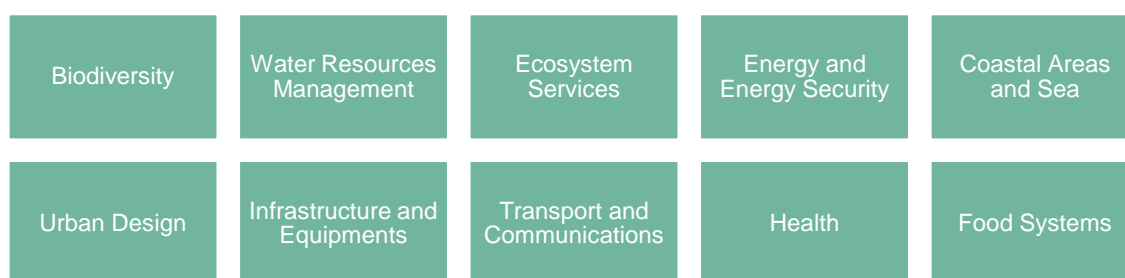 Biodiversity
Water Resources
Management
Ecosystem
Services
Energy and
Energy Security
Coastal Areas
and Sea
Urban Design
Infrastructure and
Equipments
Transport and
Communications
Health
Food Systems